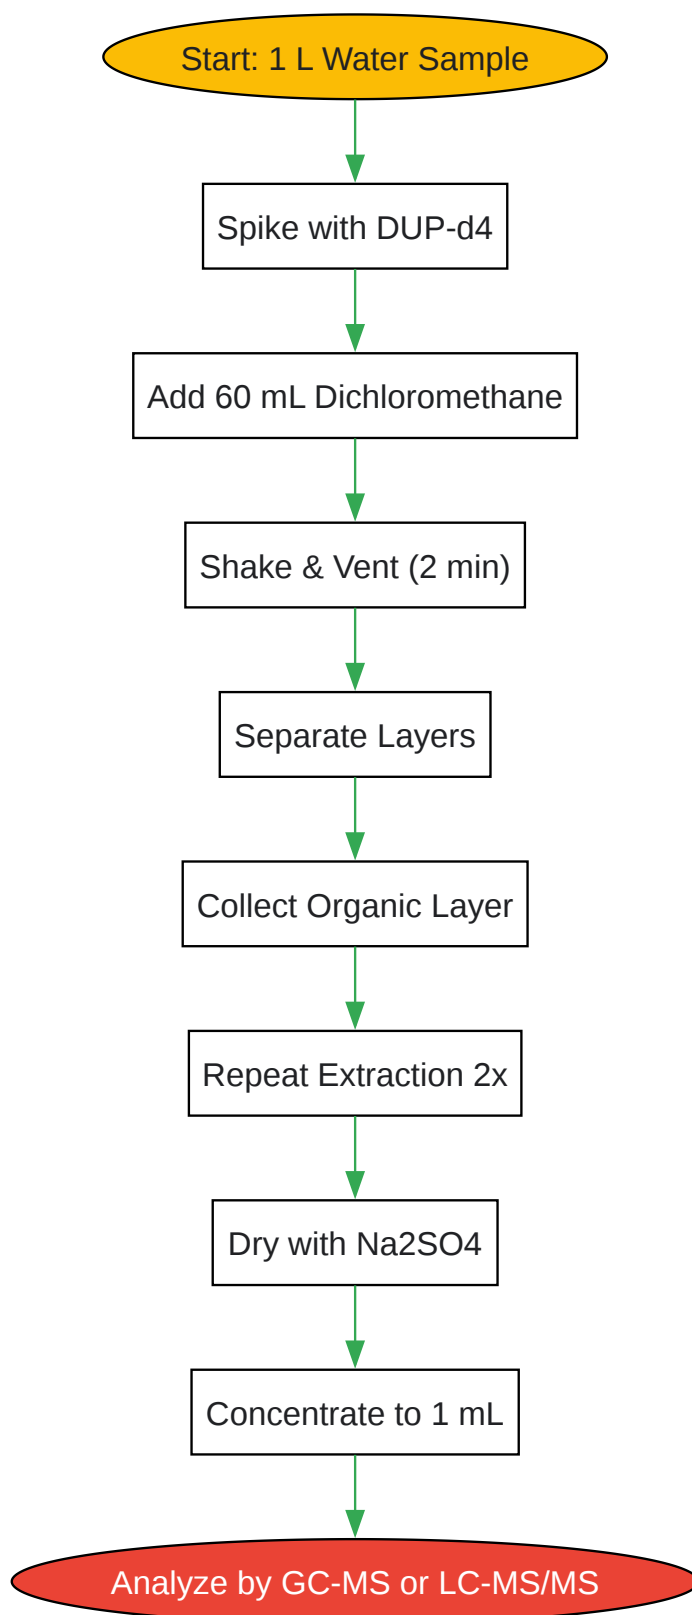 Start: 1 L Water Sample
Spike with DUP-d4
Add 60 mL Dichloromethane
Shake & Vent (2 min)
Separate Layers
Collect Organic Layer
Repeat Extraction 2x
Dry with Na2SO4
Concentrate to 1 mL
Analyze by GC-MS or LC-MS/MS